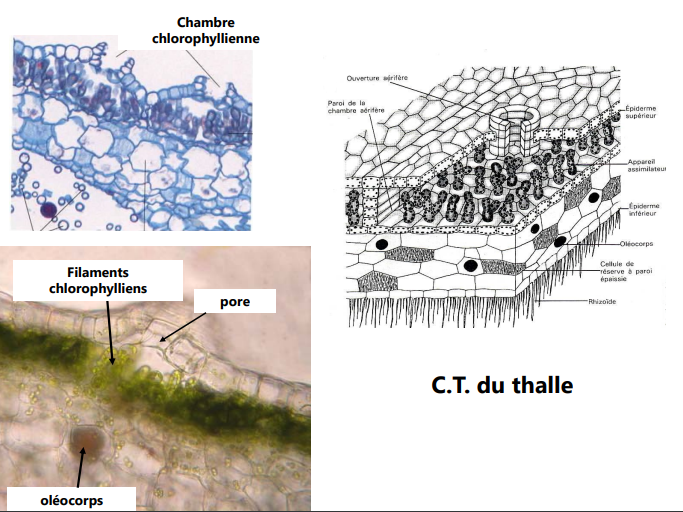 Chambre
chlorophyllienne
Ouverture aérifère
Paroi de la
chambre aérifère
Épiderme
supérieur
Appareil
assimilateur
Épiderme
inférieur
Oléocorps
Cellule de
réserve à paroi
épaissie
Rhizoïde
Filaments
chlorophylliens
pore
oléocorps
C.T. du thalle